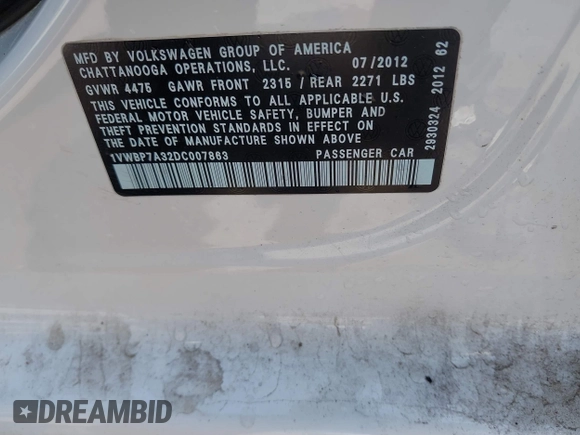 MFD BY VOLKSWAGEN GROUP OF AMERICA
CHATTANOOGA OPERATIONS, LLC. 07/2012
GVWR 4475 GAWR FRONT 2315 / REAR 2271 LBS
THIS VEHICLE CONFORMS TO ALL APPLICABLE U.S.
FEDERAL MOTOR VEHICLE SAFETY, BUMPER AND
THEFT PREVENTION STANDARDS IN EFFECT ON
DATE OF MANUFACTURE SHOWN ABOVE
1VWBP7A32DC007863 PASSENGER CAR
2930324 2012 62
DREAMBID